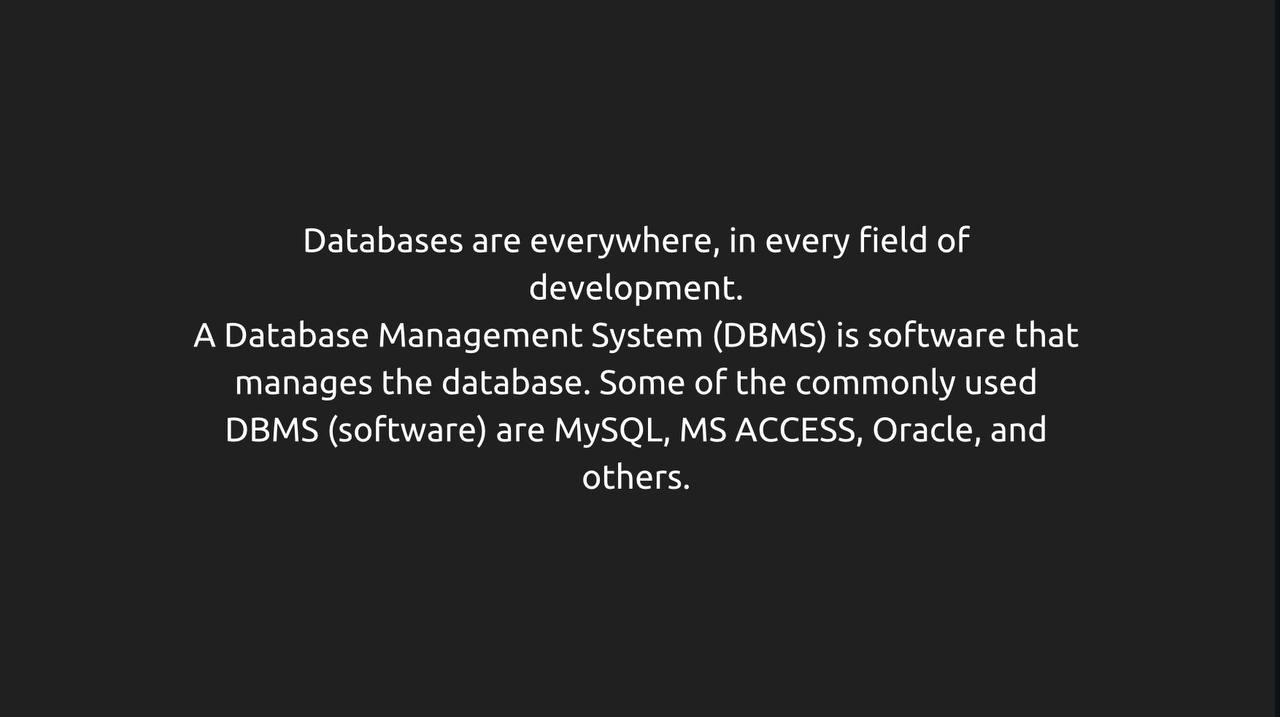 Databases are everywhere, in every field of
development.
A Database Management System (DBMS) is software that
manages the database. Some of the commonly used
DBMS (software) are MySQL, MS ACCESS, Oracle, and
others.